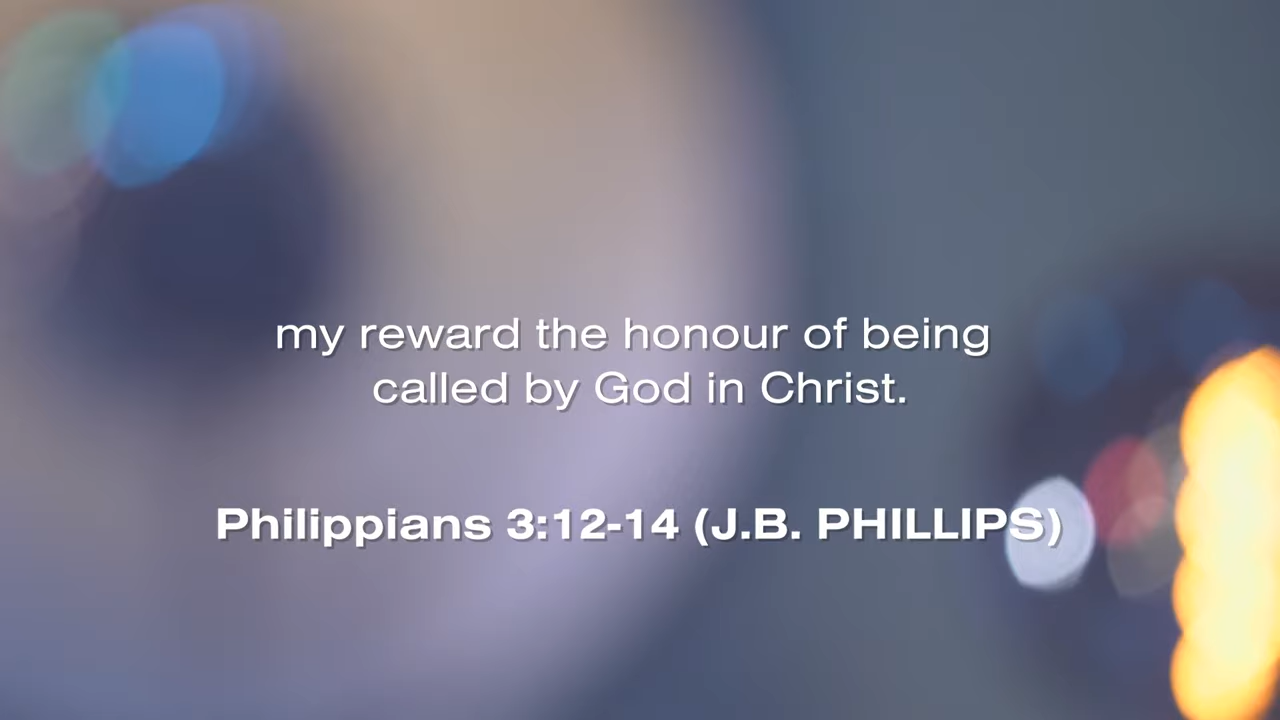 my reward the honour of being
called by God in Christ.
Philippians 3:12-14 (J.B. PHILLIPS)